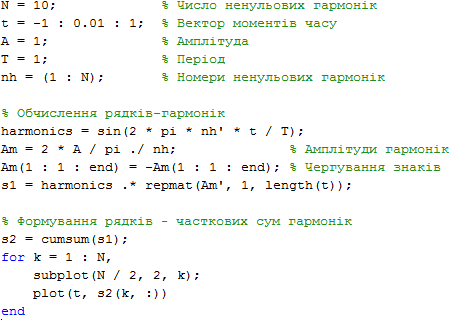 N = 10; % Число ненульових гармонік
t = -1 : 0.01 : 1; % Вектор моментів часу
A = 1; % Амплітуда
T = 1; % Період
nh = (1 : N); % Номери ненульових гармонік
% Обчислення рядків-гармонік
harmonics = sin(2 * pi * nh' * t / T);
Am = 2 * A / pi ./ nh; % Амплітуди гармонік
Am(1 : 1 : end) = -Am(1 : 1 : end); % Чергування знаків
s1 = harmonics .* repmat(Am', 1, length(t));
% Формування рядків - часткових сум гармонік
s2 = cumsum(s1);
for k = 1 : N,
subplot(N / 2, 2, k);
plot(t, s2(k, :))
end